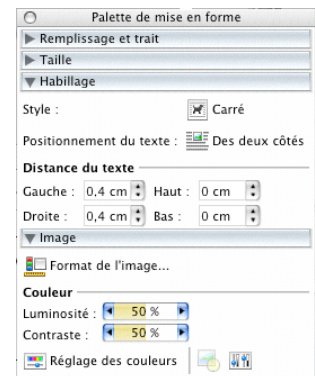 Palette de mise en forme
Remplissage et trait
Taille
Habillage
Style : Carré
Positionnement du texte : Des deux côtés
Distance du texte
Gauche : 0,4 cm Haut : 0 cm
Droite : 0,4 cm Bas : 0 cm
Image
Format de l'image...
Couleur
Luminosité : 50 %
Contraste : 50 %
Réglage des couleurs